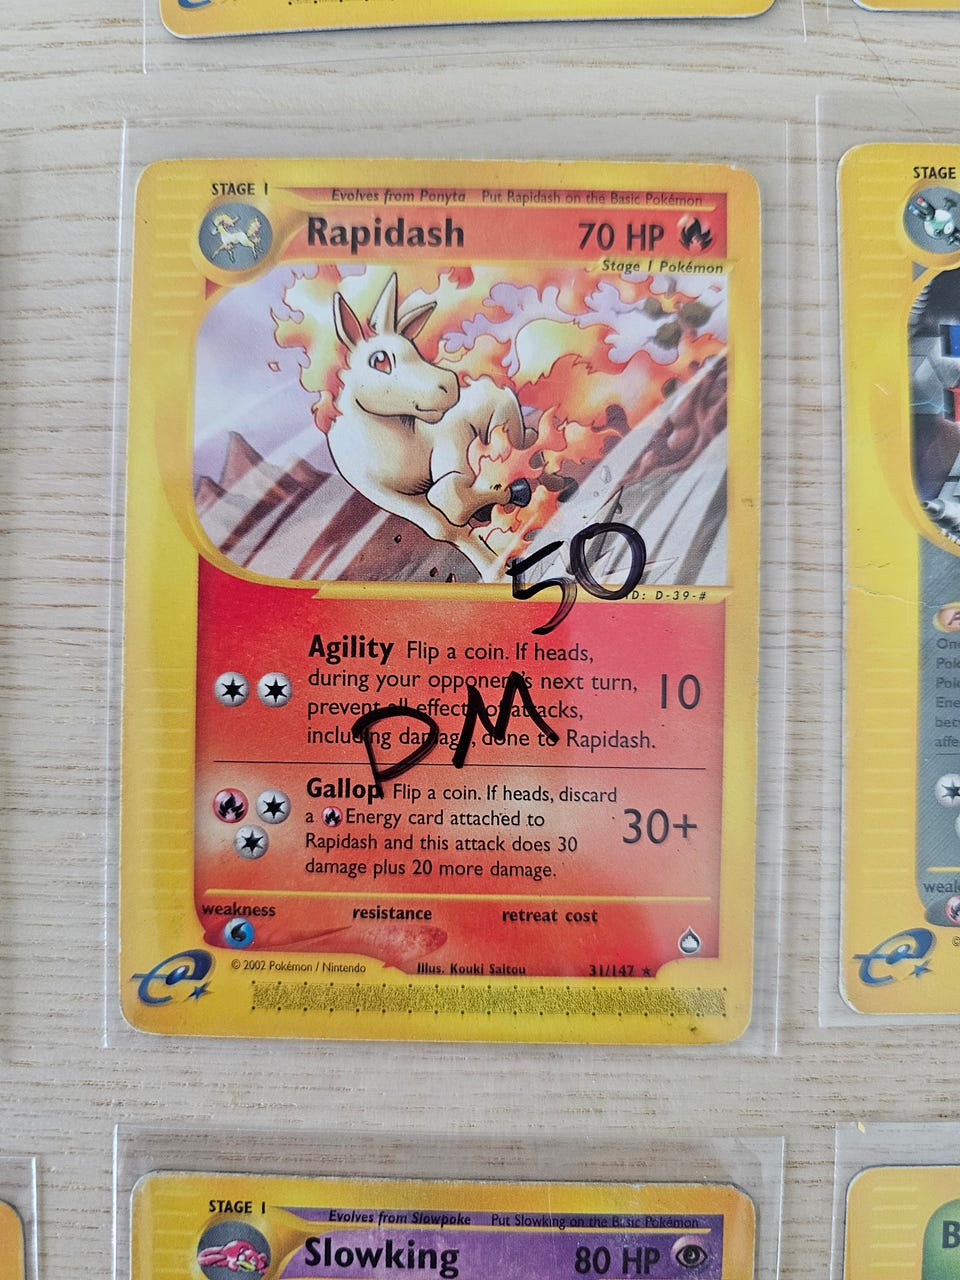 STAGE 1
Evolves from Ponyta Put Rapidash on the Basic Pokémon
Rapidash 70 HP
Stage 1 Pokémon
50
ID: D-39-#
Agility Flip a coin. If heads,
during your opponent's next turn, 10
prevent all effects of attacks,
including damage, done to Rapidash.
DM
Gallop Flip a coin. If heads, discard
a Energy card attached to 30+
Rapidash and this attack does 30
damage plus 20 more damage.
weakness resistance retreat cost
© 2002 Pokémon / Nintendo Illus. Kouki Saitou 31/147 ★
e
STAGE
weak
e
STAGE 1
Evolves from Slowpoke Put Slowking on the Basic Pokémon
Slowking 80 HP
B